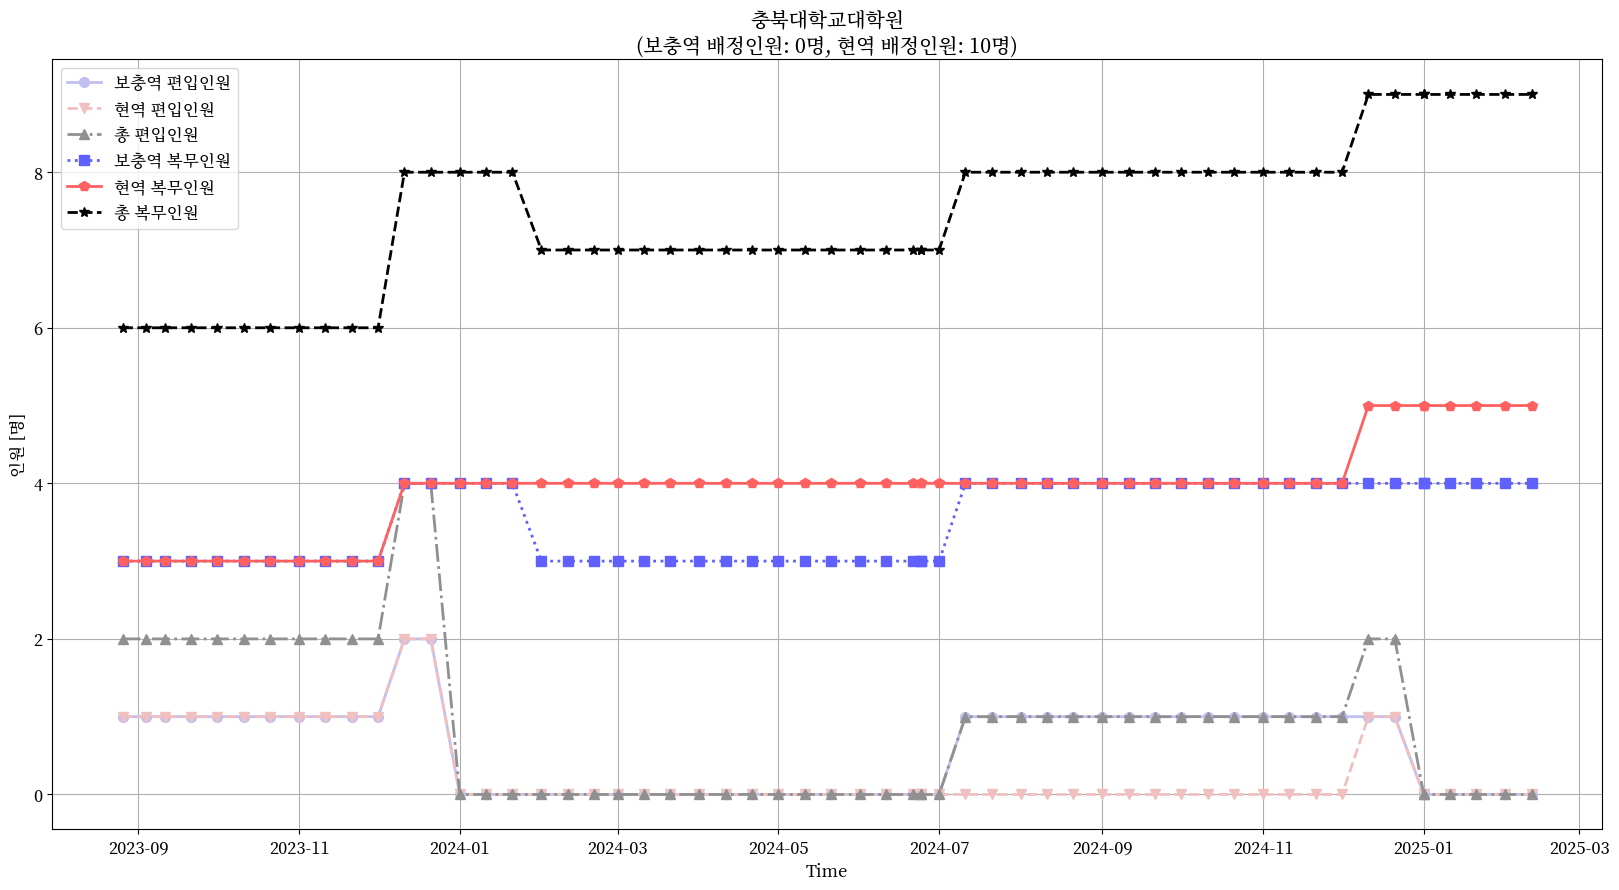 충북대학교대학원
(보충역 배정인원: 0명, 현역 배정인원: 10명)
보충역 편입인원
현역 편입인원
총 편입인원
보충역 복무인원
현역 복무인원
총 복무인원
인원 [명]
8
6
4
2
0
2023-09
2023-11
2024-01
2024-03
2024-05
2024-07
2024-09
2024-11
2025-01
2025-03
Time